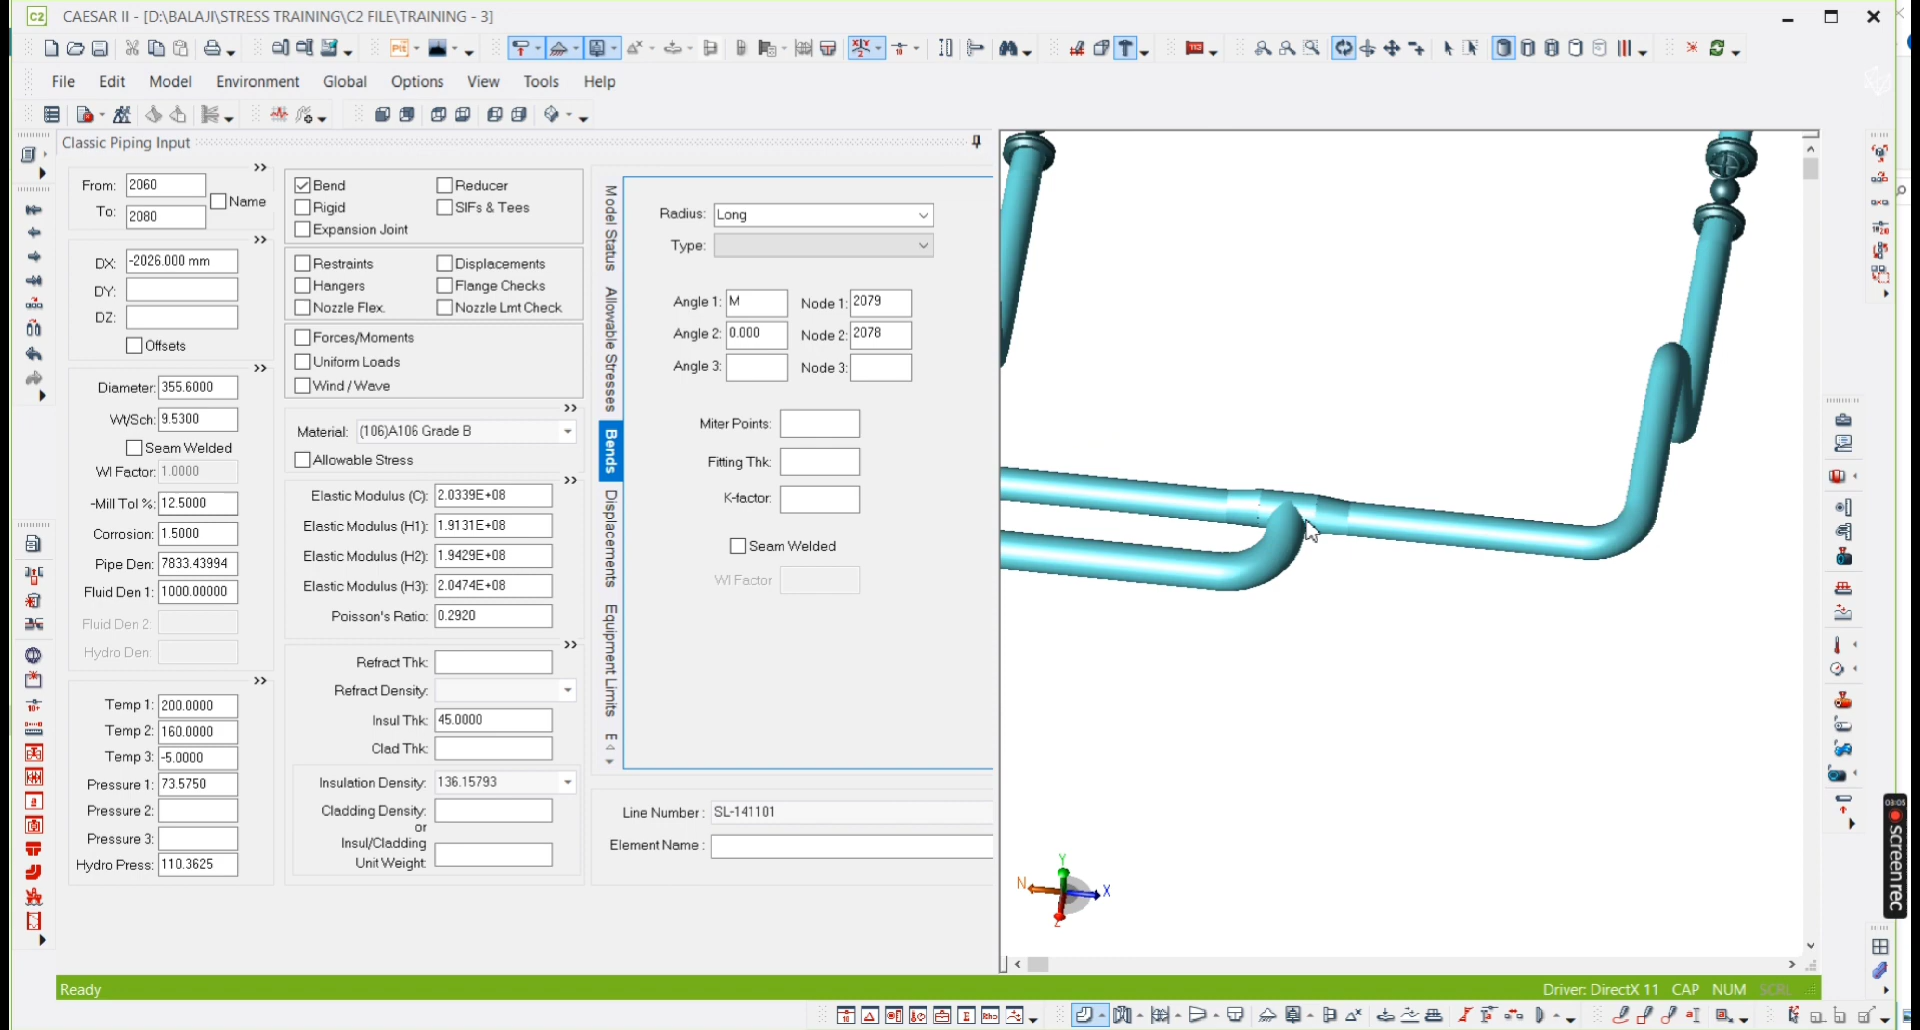 C2 CAESAR II - [D:\BALAJI\STRESS TRAINING\C2 FILE\TRAINING - 3]
File Edit Model Environment Global Options View Tools Help
Classic Piping Input
From: 2060
To: 2080
Name
DX: -2026.000 mm
DY:
DZ:
Offsets
Diameter: 355.6000
Wt/Sch: 9.5300
Seam Welded
WI Factor: 1.0000
-Mill Tol %: 12.5000
Corrosion: 1.5000
Pipe Den: 7833.43994
Fluid Den 1: 1000.00000
Fluid Den 2:
Hydro Den:
Temp 1: 200.0000
Temp 2: 160.0000
Temp 3: -5.0000
Pressure 1: 73.5750
Pressure 2:
Pressure 3:
Hydro Press: 110.3625
Bend Reducer
Rigid SIFs & Tees
Expansion Joint
Restraints Displacements
Hangers Flange Checks
Nozzle Flex. Nozzle Lmt Check
Forces/Moments
Uniform Loads
Wind / Wave
Material: (106)A106 Grade B
Allowable Stress
Elastic Modulus (C): 2.0339E+08
Elastic Modulus (H1): 1.9131E+08
Elastic Modulus (H2): 1.9429E+08
Elastic Modulus (H3): 2.0474E+08
Poisson's Ratio: 0.2920
Refract Thk:
Refract Density:
Insul Thk: 45.0000
Clad Thk:
Insulation Density: 136.15793
Cladding Density:
or
Insul/Cladding
Unit Weight:
Model Status
Allowable Stresses
Bends
Displacements
Equipment Limits
E
Radius: Long
Type:
Angle 1: M Node 1: 2079
Angle 2: 0.000 Node 2: 2078
Angle 3: Node 3:
Miter Points:
Fitting Thk:
K-factor:
Seam Welded
WI Factor
Line Number: SL-141101
Element Name:
Y
N X
Z
03:05
screen rec
Ready Driver: DirectX 11 CAP NUM SCRL